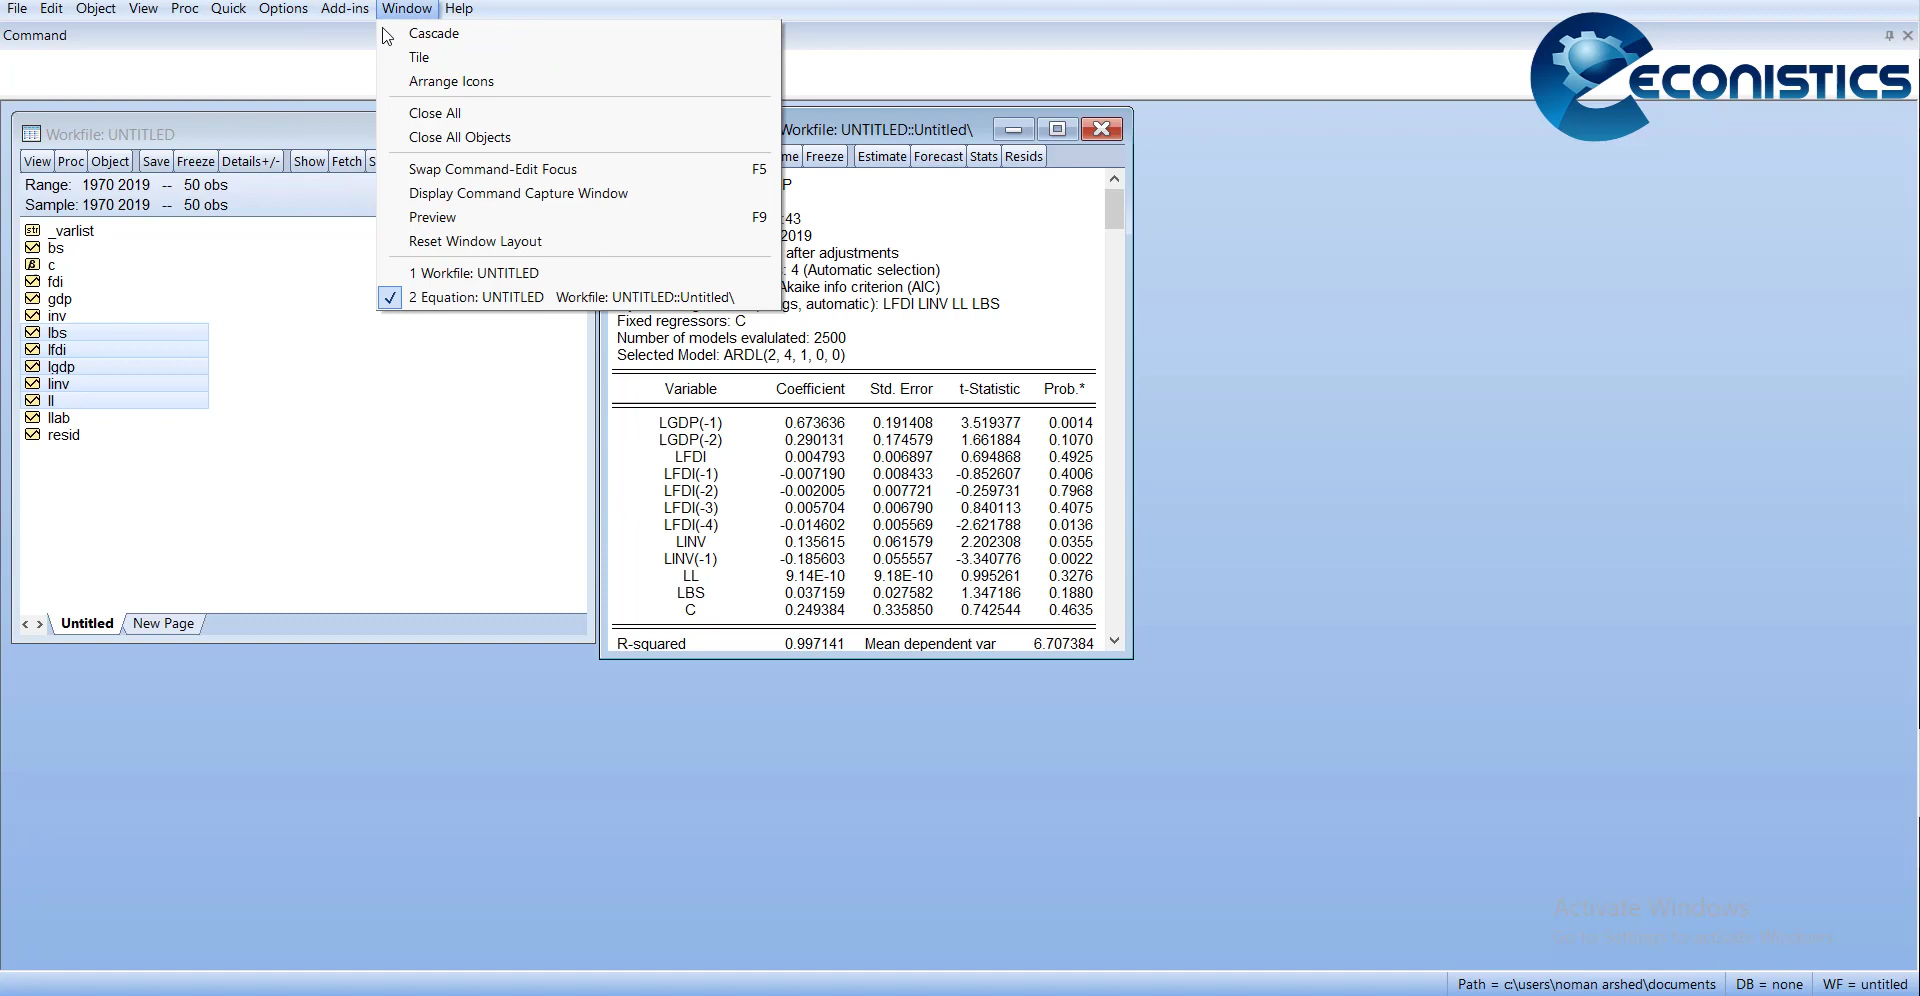 File Edit Object View Proc Quick Options Add-ins Window Help
Command
ECONISTICS
Cascade
Tile
Arrange Icons
Close All
Close All Objects
Swap Command-Edit Focus F5
Display Command Capture Window
Preview F9
Reset Window Layout
1 Workfile: UNTITLED
2 Equation: UNTITLED Workfile: UNTITLED::Untitled\
Workfile: UNTITLED
View Proc Object Save Freeze Details+/- Show Fetch S
Range: 1970 2019 -- 50 obs
Sample: 1970 2019 -- 50 obs
_varlist
bs
c
fdi
gdp
inv
lbs
lfdi
lgdp
linv
ll
llab
resid
Untitled New Page
Workfile: UNTITLED::Untitled\
me Freeze Estimate Forecast Stats Resids
P
:43
2019
after adjustments
: 4 (Automatic selection)
Akaike info criterion (AIC)
gs, automatic): LFDI LINV LL LBS
Fixed regressors: C
Number of models evalulated: 2500
Selected Model: ARDL(2, 4, 1, 0, 0)
Variable Coefficient Std. Error t-Statistic Prob.*
LGDP(-1) 0.673636 0.191408 3.519377 0.0014
LGDP(-2) 0.290131 0.174579 1.661884 0.1070
LFDI 0.004793 0.006897 0.694868 0.4925
LFDI(-1) -0.007190 0.008433 -0.852607 0.4006
LFDI(-2) -0.002005 0.007721 -0.259731 0.7968
LFDI(-3) 0.005704 0.006790 0.840113 0.4075
LFDI(-4) -0.014602 0.005569 -2.621788 0.0136
LINV 0.135615 0.061579 2.202308 0.0355
LINV(-1) -0.185603 0.055557 -3.340776 0.0022
LL 9.14E-10 9.18E-10 0.995261 0.3276
LBS 0.037159 0.027582 1.347186 0.1880
C 0.249384 0.335850 0.742544 0.4635
R-squared 0.997141 Mean dependent var 6.707384
Activate Windows
Path = c:\users\noman arshed\documents DB = none WF = untitled